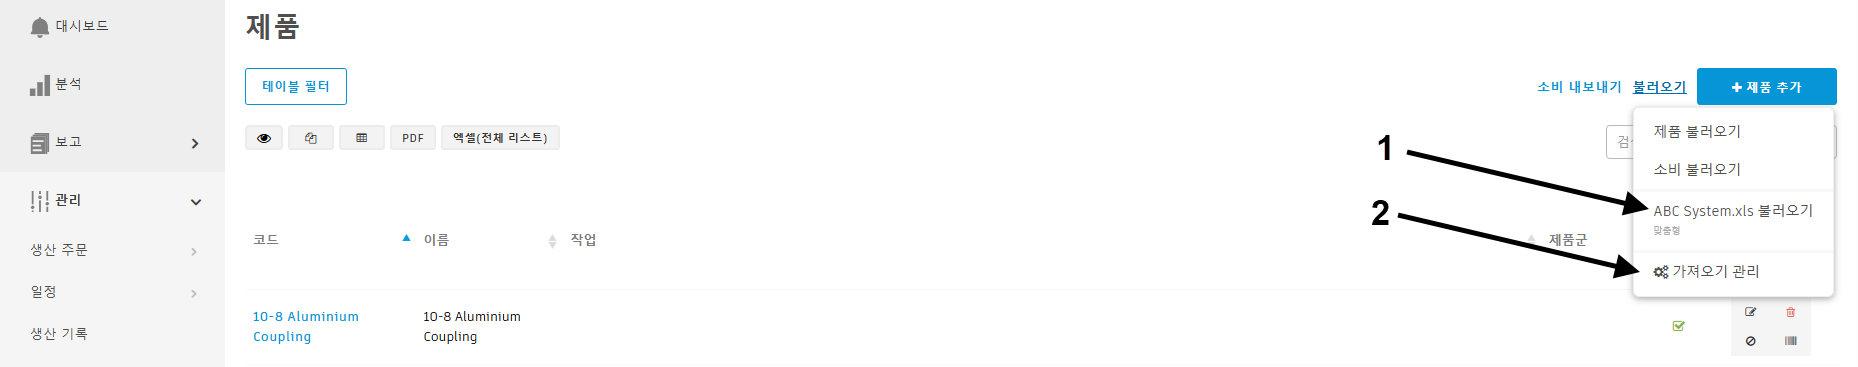 대시보드
분석
보고
관리
생산 주문
일정
생산 기록
제품
테이블 필터
소비 내보내기 불러오기 제품 추가
PDF 엑셀(전체 리스트)
제품 불러오기
소비 불러오기
ABC System.xls 불러오기
맞춤형
가져오기 관리
1
2
코드 이름 작업 제품군
10-8 Aluminium
Coupling
10-8 Aluminium
Coupling